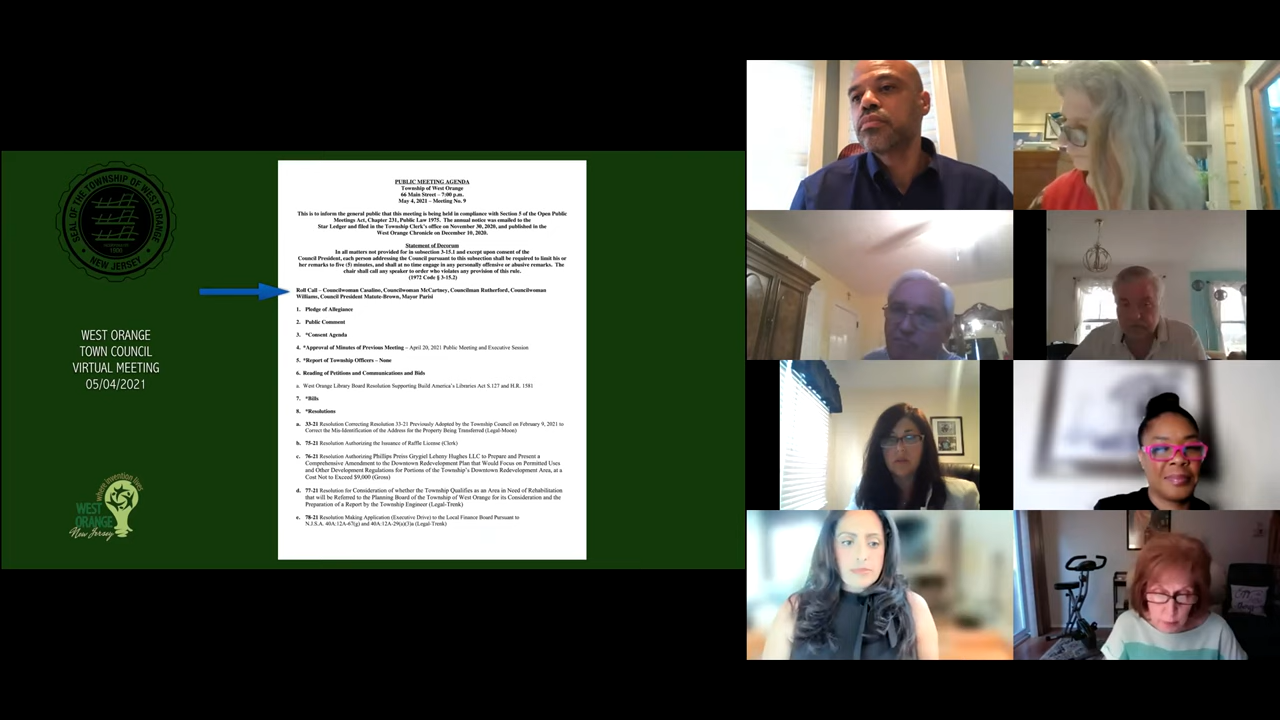 SEAL OF THE TOWNSHIP OF WEST ORANGE
NEW JERSEY
WEST ORANGE
TOWN COUNCIL
VIRTUAL MEETING
05/04/2021
WEST
ORANGE
New Jersey
PUBLIC MEETING AGENDA
Township of West Orange
66 Main Street – 7:00 p.m.
May 4, 2021 – Meeting No. 9
This is to inform the general public that this meeting is being held in compliance with Section 5 of the Open Public
Meetings Act, Chapter 231, Public Law 1975. The annual notice was emailed to the
Star Ledger and filed in the Township Clerk's office on November 30, 2020, and published in the
West Orange Chronicle on December 10, 2020.
Statement of Decorum
In all matters not provided for in subsection 3-15.1 and except upon consent of the
Council President, each person addressing the Council pursuant to this subsection shall be required to limit his or
her remarks to five (5) minutes, and shall at no time engage in any personally offensive or abusive remarks. The
chair shall call any speaker to order who violates any provision of this rule.
(1972 Code § 3-15.2)
Roll Call – Councilwoman Casalino, Councilwoman McCartney, Councilman Rutherford, Councilwoman
Williams, Council President Matute-Brown, Mayor Parisi
1. Pledge of Allegiance
2. Public Comment
3. *Consent Agenda
4. *Approval of Minutes of Previous Meeting – April 20, 2021 Public Meeting and Executive Session
5. *Report of Township Officers – None
6. Reading of Petitions and Communications and Bids
a. West Orange Library Board Resolution Supporting Build America's Libraries Act S.127 and H.R. 1581
7. *Bills
8. *Resolutions
a. 33-21 Resolution Correcting Resolution 33-21 Previously Adopted by the Township Council on February 9, 2021 to
Correct the Mis-Identification of the Address for the Property Being Transferred (Legal-Moon)
b. 75-21 Resolution Authorizing the Issuance of Raffle License (Clerk)
c. 76-21 Resolution Authorizing Phillips Preiss Grygiel Leheny Hughes LLC to Prepare and Present a
Comprehensive Amendment to the Downtown Redevelopment Plan that Would Focus on Permitted Uses
and Other Development Regulations for Portions of the Township's Downtown Redevelopment Area, at a
Cost Not to Exceed $9,000 (Gross)
d. 77-21 Resolution for Consideration of whether the Township Qualifies as an Area in Need of Rehabilitation
that will be Referred to the Planning Board of the Township of West Orange for its Consideration and the
Preparation of a Report by the Township Engineer (Legal-Trenk)
e. 78-21 Resolution Making Application (Executive Drive) to the Local Finance Board Pursuant to
N.J.S.A. 40A:12A-67(g) and 40A:12A-29(a)(3)a (Legal-Trenk)